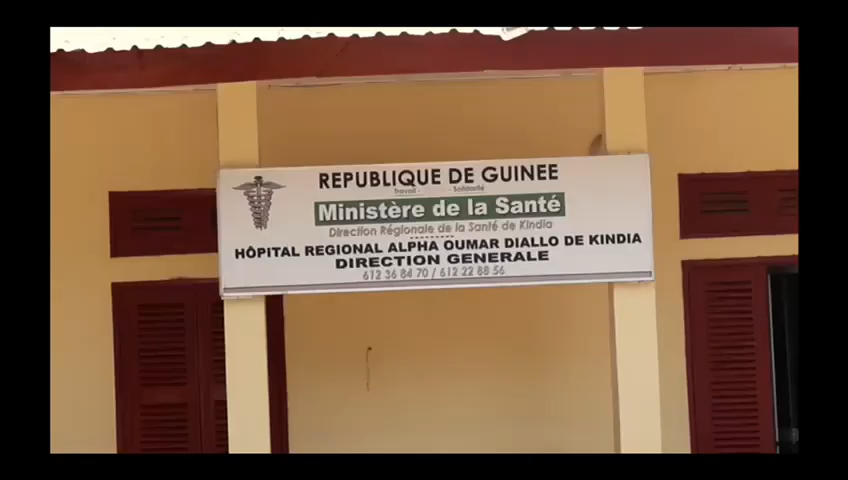 REPUBLIQUE DE GUINEE
Travail - Solidarité
Ministère de la Santé
Direction Régionale de la Santé de Kindia
HÔPITAL REGIONAL ALPHA OUMAR DIALLO DE KINDIA
DIRECTION GENERALE
612 36 84 70 / 612 22 88 56